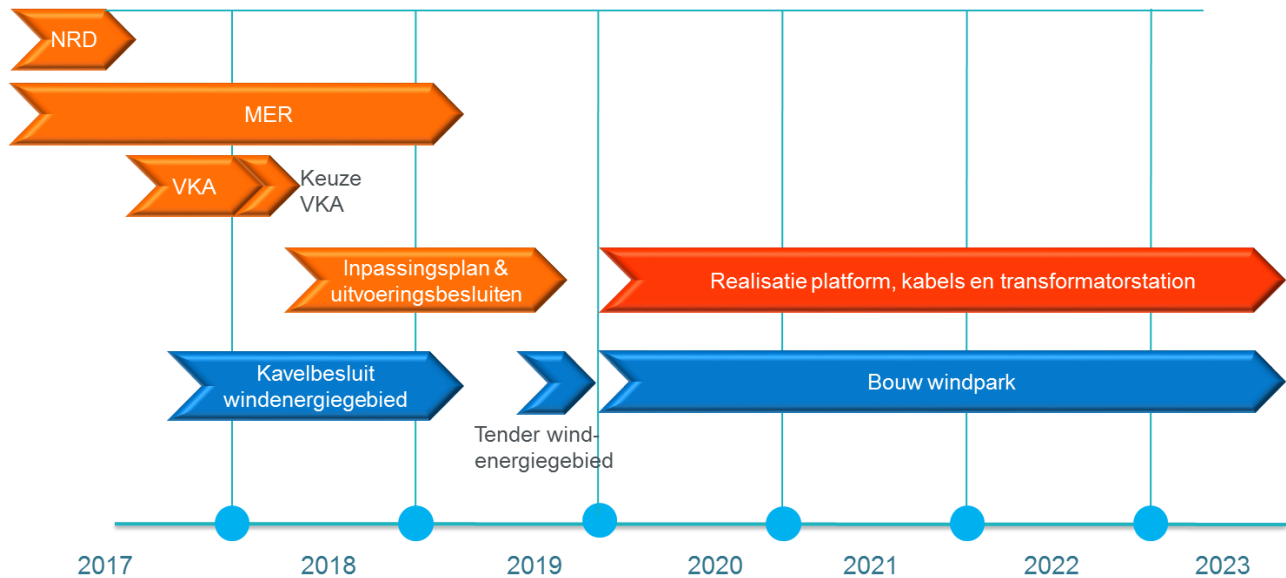 NRD
MER
VKA
Keuze
VKA
Inpassingsplan &
uitvoeringsbesluiten
Realisatie platform, kabels en transformatorstation
Kavelbesluit
windenergiegebied
Tender wind-
energiegebied
Bouw windpark
2017
2018
2019
2020
2021
2022
2023